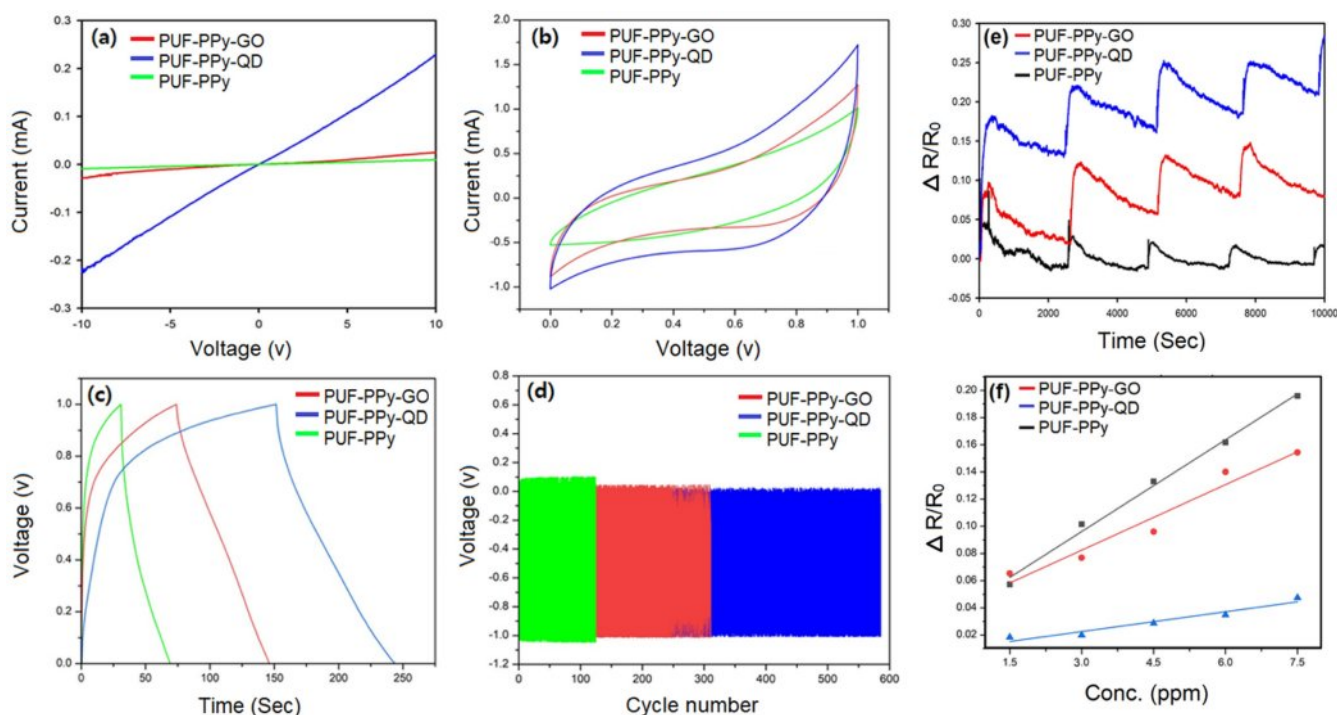 (a)
PUF-PPy-GO
PUF-PPy-QD
PUF-PPy
Current (mA)
0.3
0.2
0.1
0.0
-0.1
-0.2
-0.3
-10
-5
0
5
10
Voltage (v)
(b)
PUF-PPy-GO
PUF-PPy-QD
PUF-PPy
Current (mA)
2.0
1.5
1.0
0.5
0.0
-0.5
-1.0
0.0
0.2
0.4
0.6
0.8
1.0
Voltage (v)
(e)
PUF-PPy-GO
PUF-PPy-QD
PUF-PPy
Δ R/R0
0.30
0.25
0.20
0.15
0.10
0.05
0.00
-0.05
0
2000
4000
6000
8000
10000
Time (Sec)
(c)
PUF-PPy-GO
PUF-PPy-QD
PUF-PPy
Voltage (v)
1.0
0.8
0.6
0.4
0.2
0.0
0
50
100
150
200
250
Time (Sec)
(d)
PUF-PPy-GO
PUF-PPy-QD
PUF-PPy
Voltage (v)
0.8
0.6
0.4
0.2
0.0
-0.2
-0.4
-0.6
-0.8
-1.0
-1.2
0
100
200
300
400
500
600
Cycle number
(f)
PUF-PPy-GO
PUF-PPy-QD
PUF-PPy
Δ R/R0
0.20
0.18
0.16
0.14
0.12
0.10
0.08
0.06
0.04
0.02
1.5
3.0
4.5
6.0
7.5
Conc. (ppm)